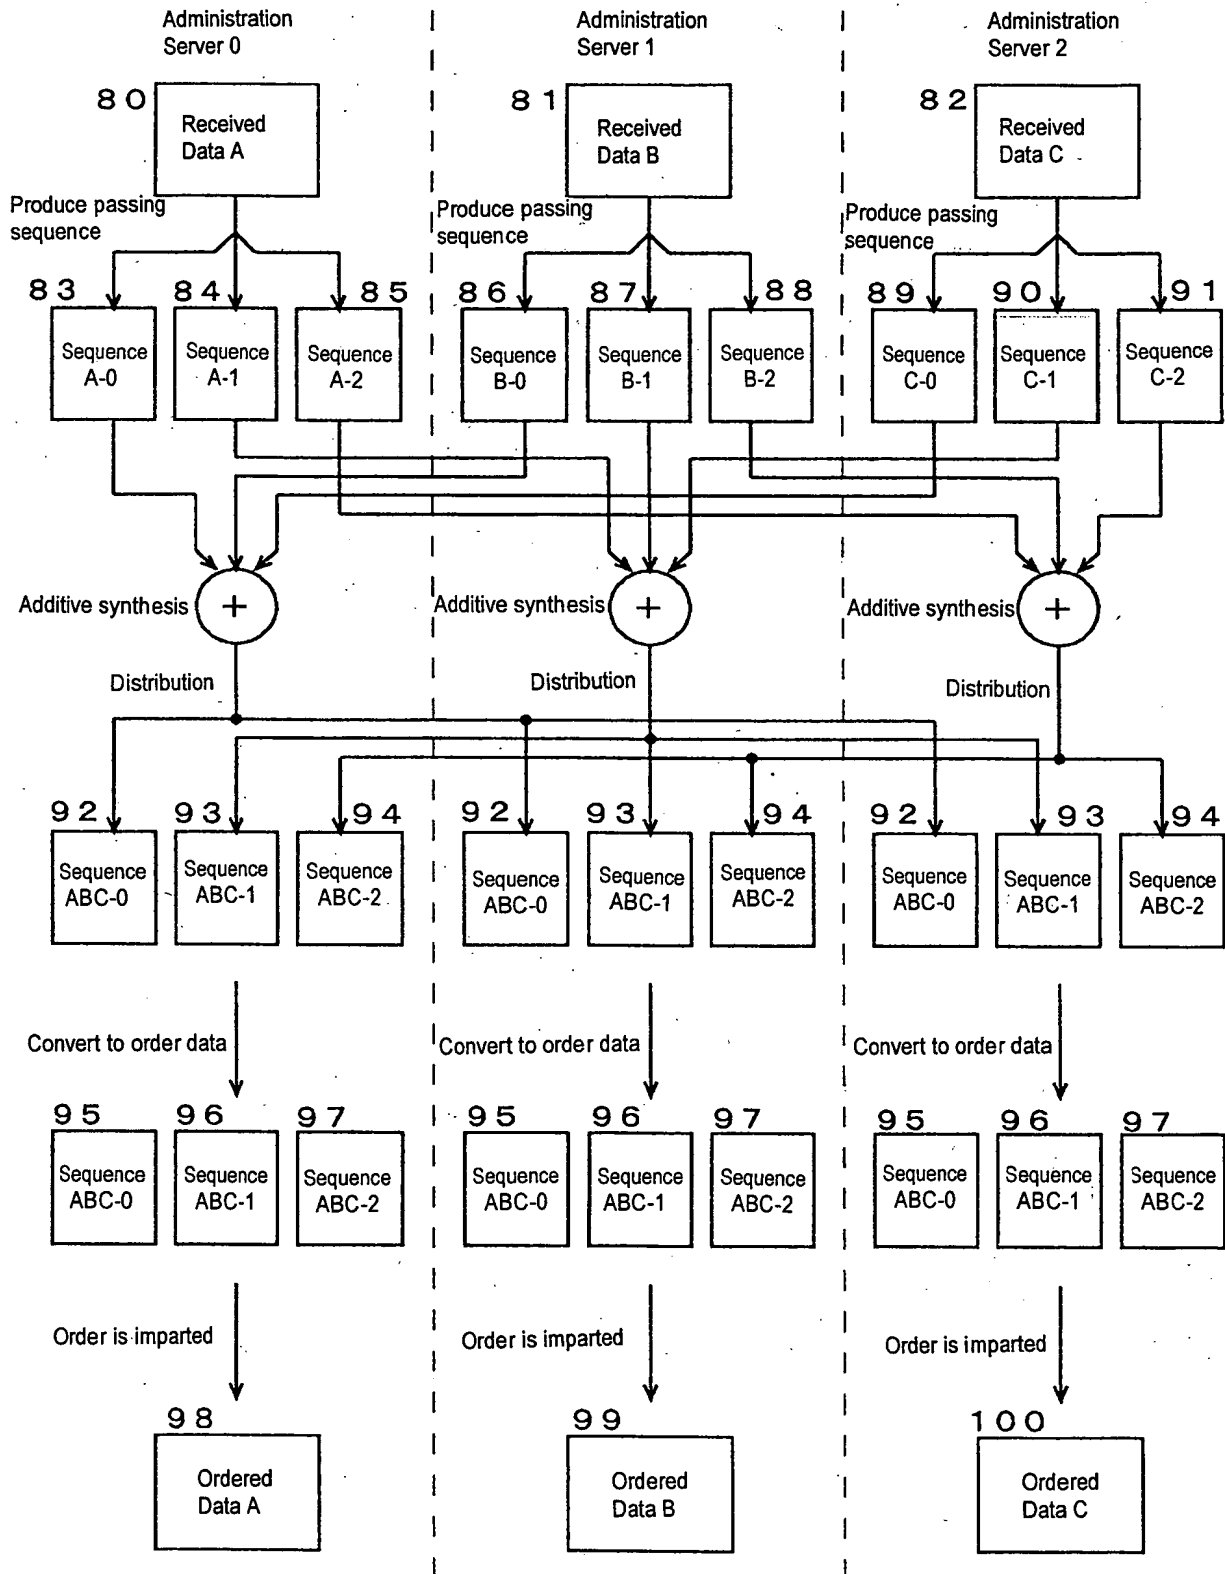 Administration
Server 0
Administration
Server 1
Administration
Server 2
80
Received
Data A
81
Received
Data B
82
Received
Data C
Produce passing
sequence
Produce passing
sequence
Produce passing
sequence
83
84
85
86
87
88
89
90
91
Sequence
A-0
Sequence
A-1
Sequence
A-2
Sequence
B-0
Sequence
B-1
Sequence
B-2
Sequence
C-0
Sequence
C-1
Sequence
C-2
Additive synthesis
+
Additive synthesis
+
Additive synthesis
+
Distribution
Distribution
Distribution
92
93
94
92
93
94
92
93
94
Sequence
ABC-0
Sequence
ABC-1
Sequence
ABC-2
Sequence
ABC-0
Sequence
ABC-1
Sequence
ABC-2
Sequence
ABC-0
Sequence
ABC-1
Sequence
ABC-2
Convert to order data
Convert to order data
Convert to order data
95
96
97
95
96
97
95
96
97
Sequence
ABC-0
Sequence
ABC-1
Sequence
ABC-2
Sequence
ABC-0
Sequence
ABC-1
Sequence
ABC-2
Sequence
ABC-0
Sequence
ABC-1
Sequence
ABC-2
Order is imparted
Order is imparted
Order is imparted
98
Ordered
Data A
99
Ordered
Data B
100
Ordered
Data C